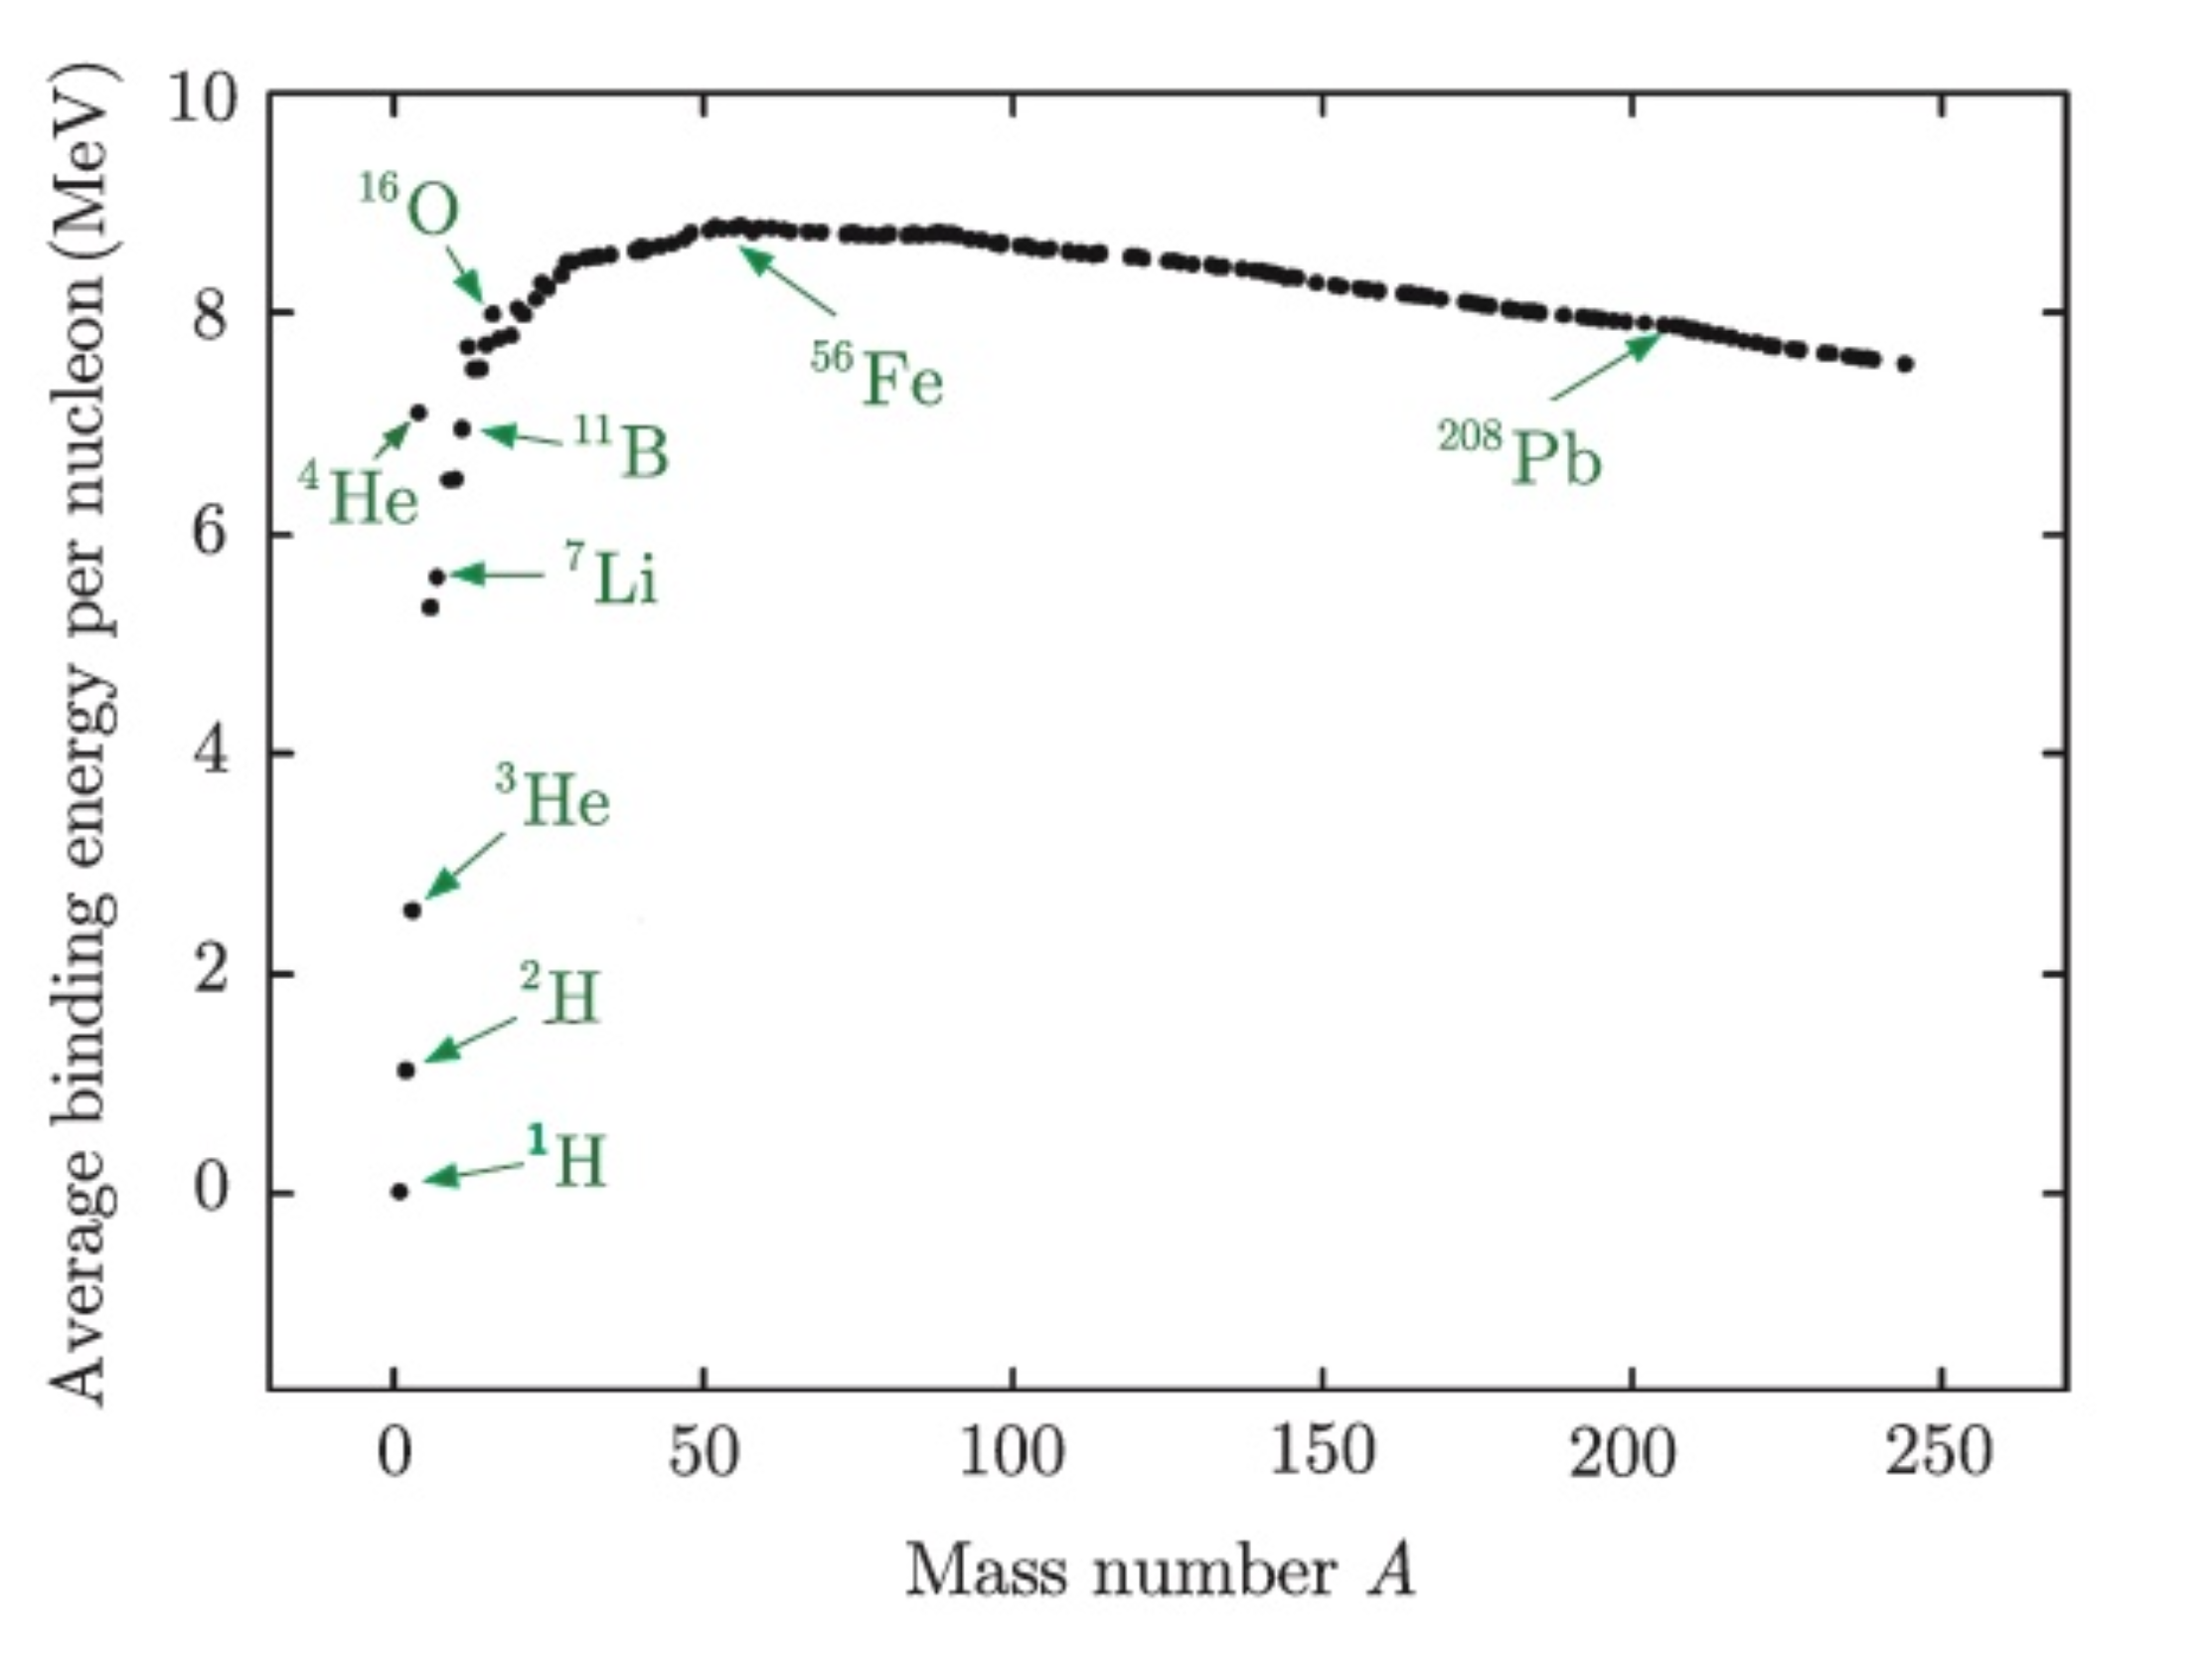 Average binding energy per nucleon (MeV)
10
8
6
4
2
0
¹⁶O
⁵⁶Fe
²⁰⁸Pb
¹¹B
⁴He
⁷Li
³He
²H
¹H
0 50 100 150 200 250
Mass number A